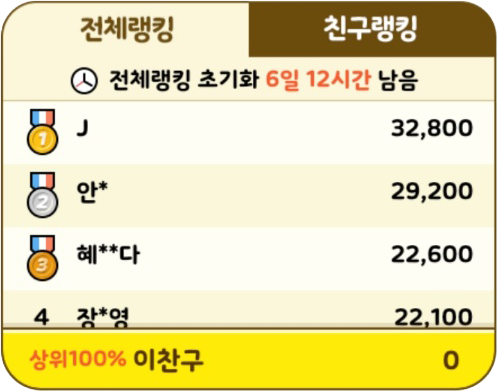 전체랭킹 친구랭킹
전체랭킹 초기화 6일 12시간 남음
1 J 32,800
2 안* 29,200
3 혜**다 22,600
4 장*영 22,100
상위100% 이찬구 0